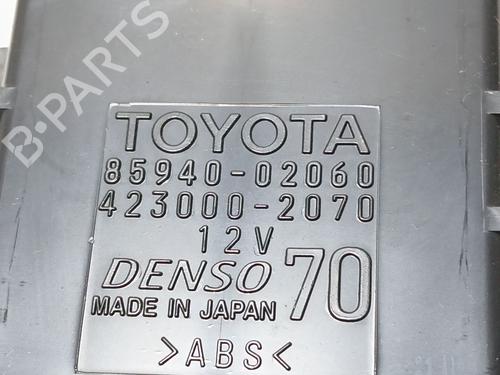 B-PARTS
TOYOTA
85940-02060
423000-2070
12V
DENSO 70
MADE IN JAPAN
>ABS<